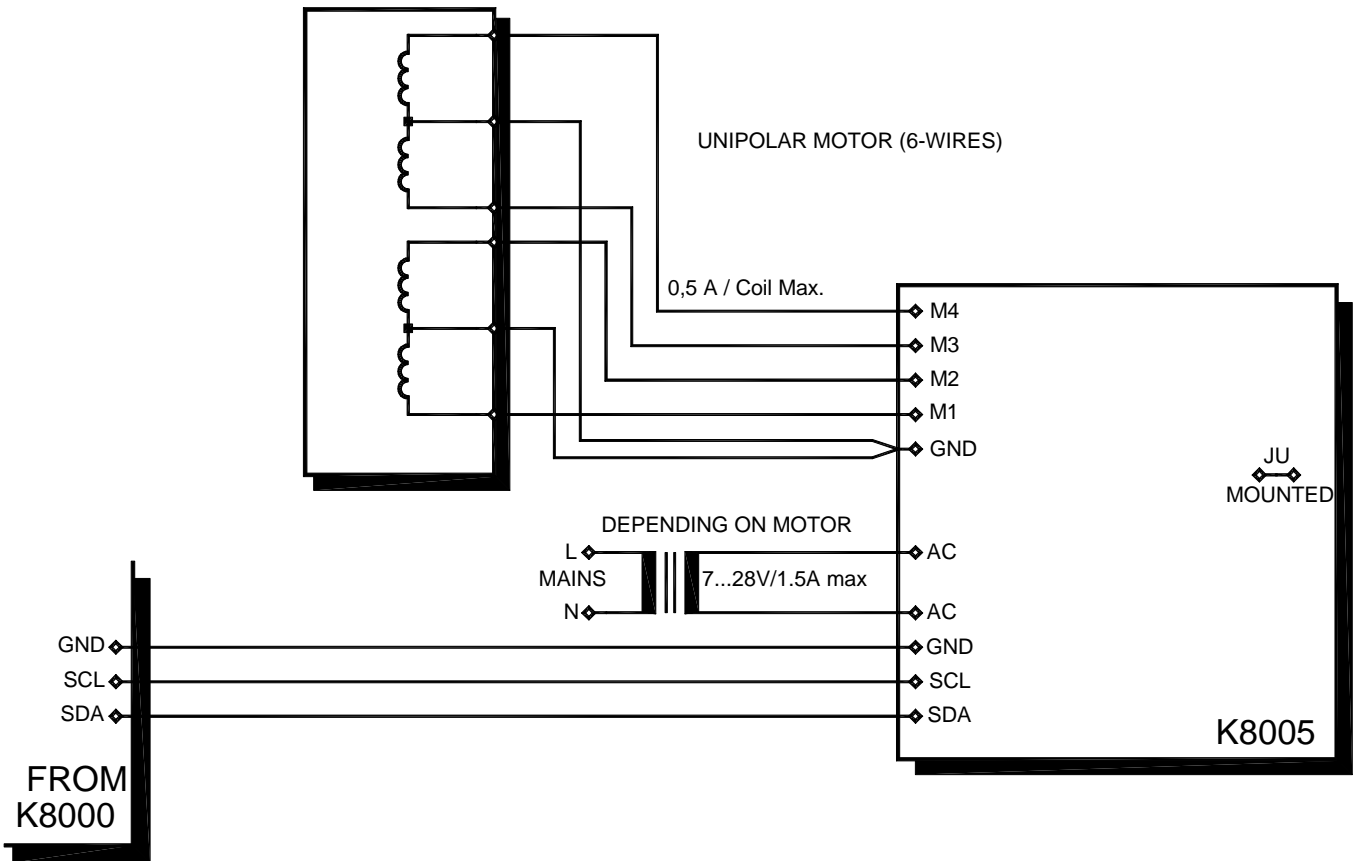 UNIPOLAR MOTOR (6-WIRES)
0,5 A / Coil Max.
M4
M3
M2
M1
GND
JU
MOUNTED
DEPENDING ON MOTOR
L
MAINS
N
7...28V/1.5A max
AC
AC
GND
SCL
SDA
GND
SCL
SDA
K8005
FROM
K8000